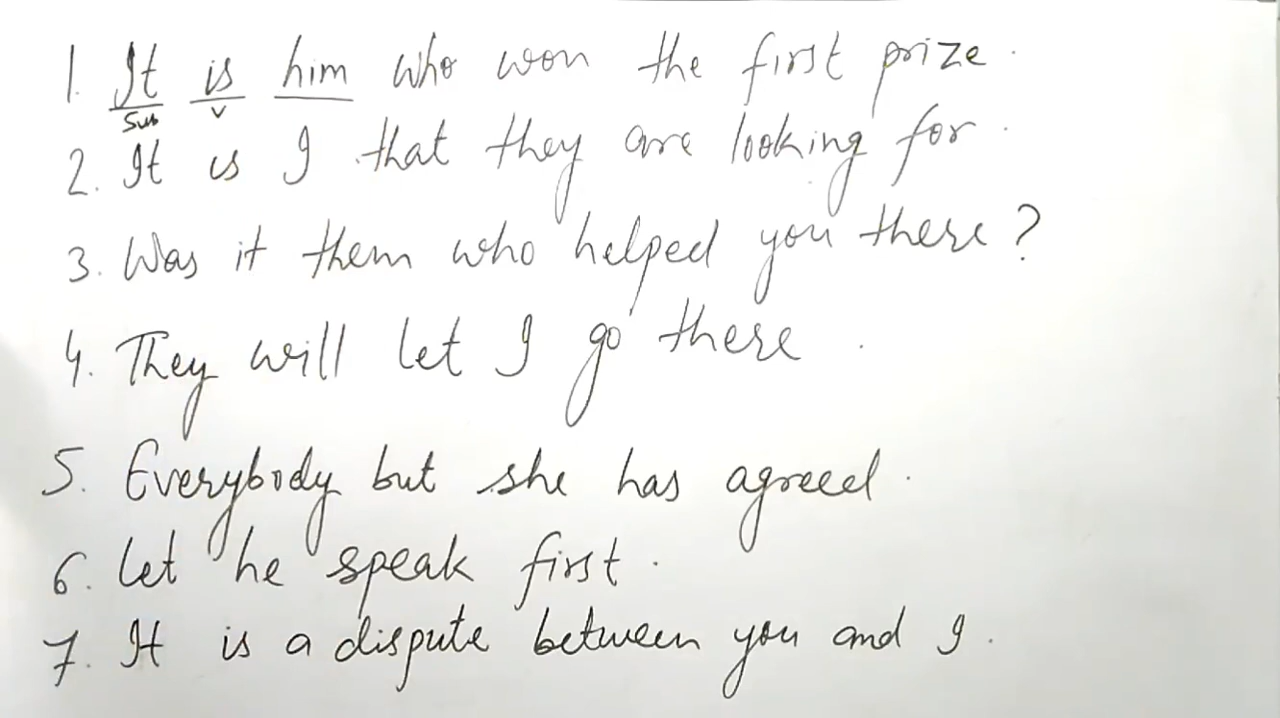 1. It is him who won the first prize.
Sub V
2. It is I that they are looking for.
3. Was it them who helped you there?
4. They will let I go there.
5. Everybody but she has agreed.
6. Let he speak first.
7. It is a dispute between you and I.